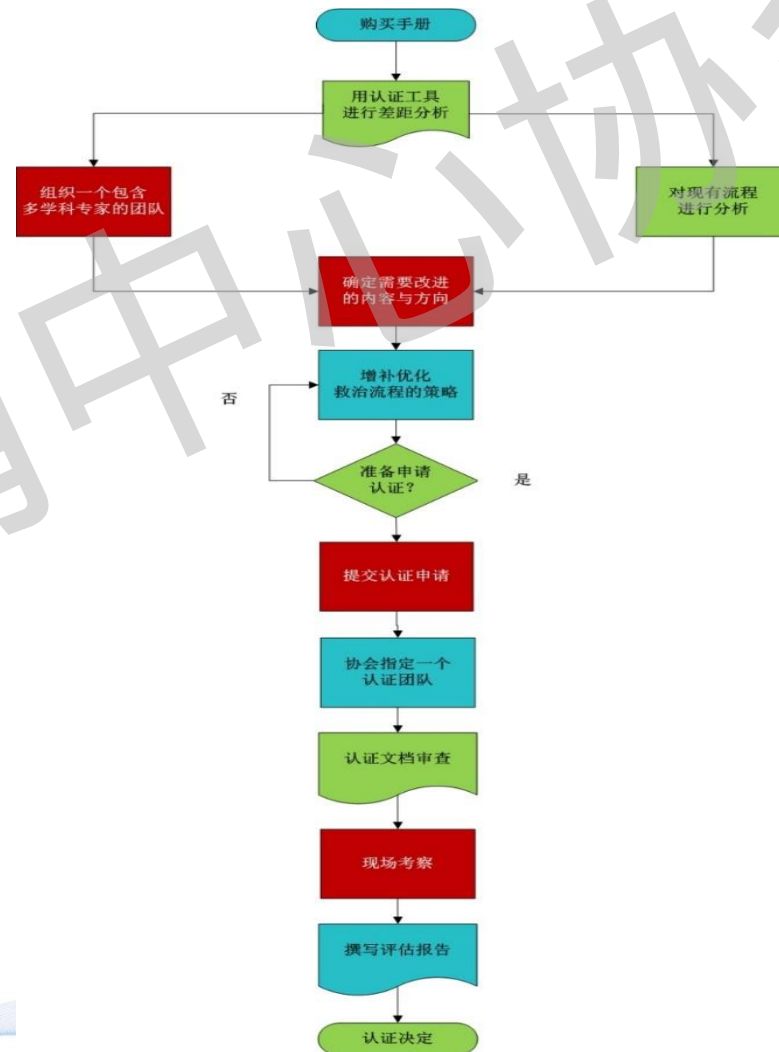 购买手册
用认证工具
进行差距分析
组织一个包含
多学科专家的团队
对现有流程
进行分析
确定需要改进
的内容与方向
增补优化
救治流程的策略
否
准备申请
认证?
是
提交认证申请
协会指定一个
认证团队
认证文档审查
现场考察
撰写评估报告
认证决定
中心协